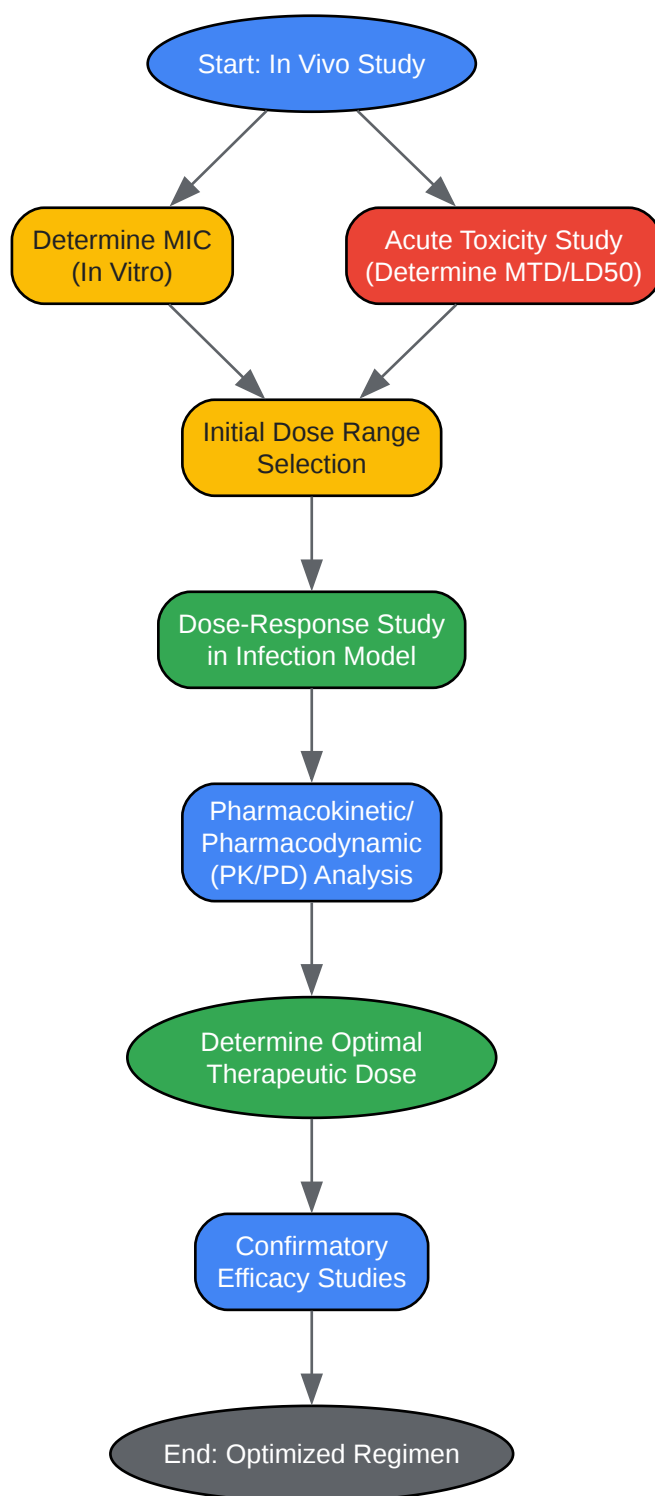 Start: In Vivo Study
Determine MIC
(In Vitro)
Acute Toxicity Study
(Determine MTD/LD50)
Initial Dose Range
Selection
Dose-Response Study
in Infection Model
Pharmacokinetic/
Pharmacodynamic
(PK/PD) Analysis
Determine Optimal
Therapeutic Dose
Confirmatory
Efficacy Studies
End: Optimized Regimen